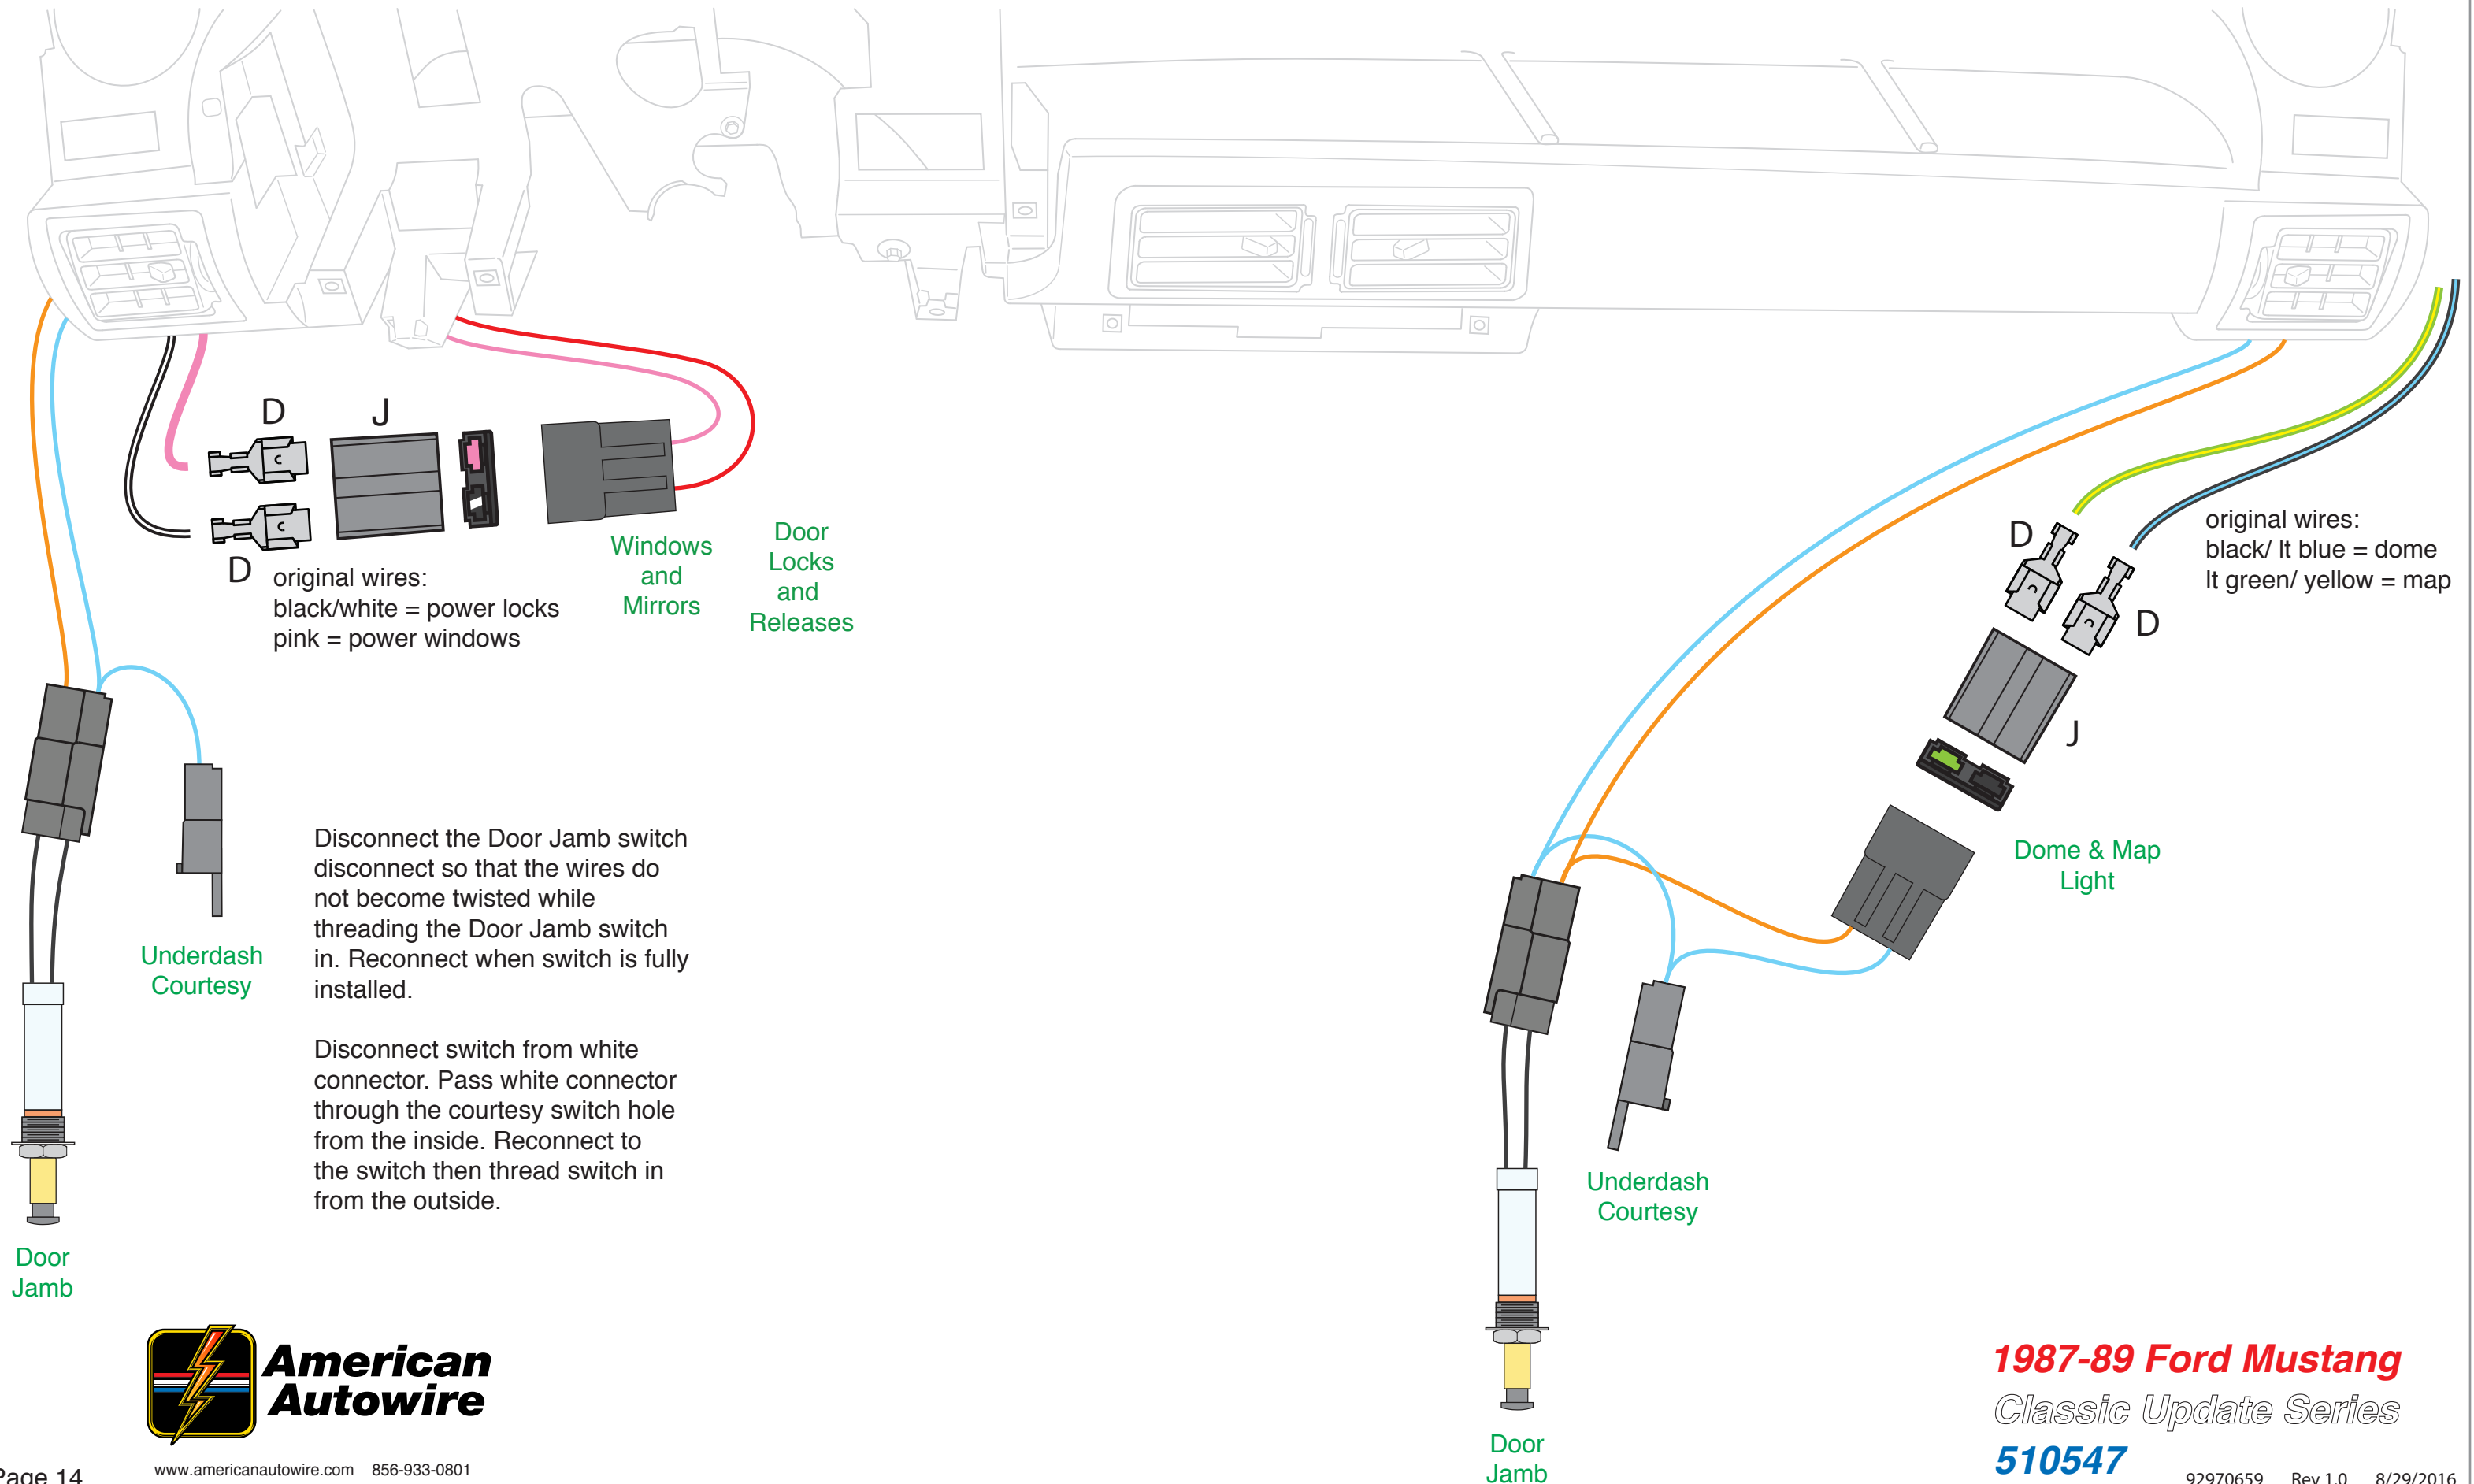 D
J
D
original wires:
black/white = power locks
pink = power windows
Windows
and
Mirrors
Door
Locks
and
Releases
D
D
J
original wires:
black/ lt blue = dome
lt green/ yellow = map
Dome & Map
Light
Underdash
Courtesy
Disconnect the Door Jamb switch
disconnect so that the wires do
not become twisted while
threading the Door Jamb switch
in. Reconnect when switch is fully
installed.
Disconnect switch from white
connector. Pass white connector
through the courtesy switch hole
from the inside. Reconnect to
the switch then thread switch in
from the outside.
Door
Jamb
Underdash
Courtesy
Door
Jamb
American
Autowire
www.americanautowire.com 856-933-0801
Page 14
1987-89 Ford Mustang
Classic Update Series
510547
92970659 Rev 1.0 8/29/2016